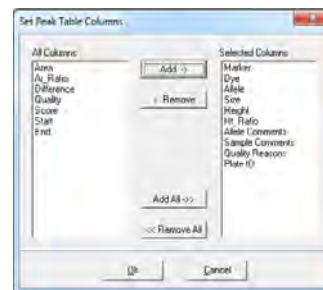 Set Peak Table Columns
All Columns
Area
Ar_Ratio
Difference
Quality
Score
Start
End
Add ->
<- Remove
Add All ->>
<< Remove All
Selected Columns
Marker
Dye
Allele
Size
Height
Ht_Ratio
Allele Comments
Sample Comments
Quality Reasons
Plate ID
Ok
Cancel